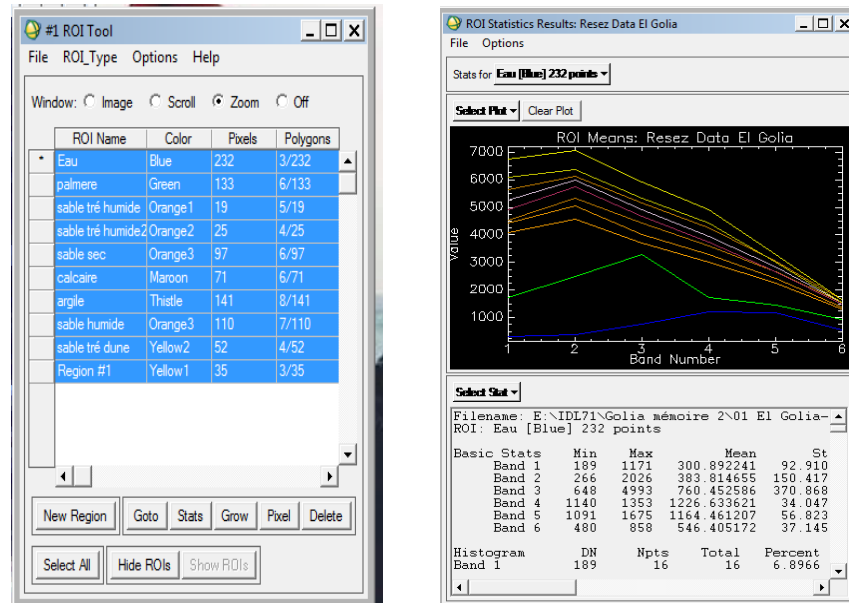 #1 ROI Tool
File ROI_Type Options Help
Window: Image Scroll Zoom Off
ROI Name Color Pixels Polygons
* Eau Blue 232 3/232
palmere Green 133 6/133
sable tré humide Orange1 19 5/19
sable tré humide2 Orange2 25 4/25
sable sec Orange3 97 6/97
calcaire Maroon 71 6/71
argile Thistle 141 8/141
sable humide Orange3 110 7/110
sable tré dune Yellow2 52 4/52
Region #1 Yellow1 35 3/35
New Region Goto Stats Grow Pixel Delete
Select All Hide ROIs Show ROIs
ROI Statistics Results: Resez Data El Golia
File Options
Stats for Eau [Blue] 232 points
Select Plot Clear Plot
ROI Means: Resez Data El Golia
7000
6000
5000
4000
3000
2000
1000
Value
1 2 3 4 5 6
Band Number
Select Stat
Filename: E:\IDL71\Golia mémoire 2\01 El Golia-
ROI: Eau [Blue] 232 points
Basic Stats Min Max Mean St
Band 1 189 1171 300.892241 92.910
Band 2 266 2026 383.814655 150.417
Band 3 648 4993 760.452586 370.868
Band 4 1140 1353 1226.633621 34.047
Band 5 1091 1675 1164.461207 56.823
Band 6 480 858 546.405172 37.145
Histogram DN Npts Total Percent
Band 1 189 16 16 6.8966